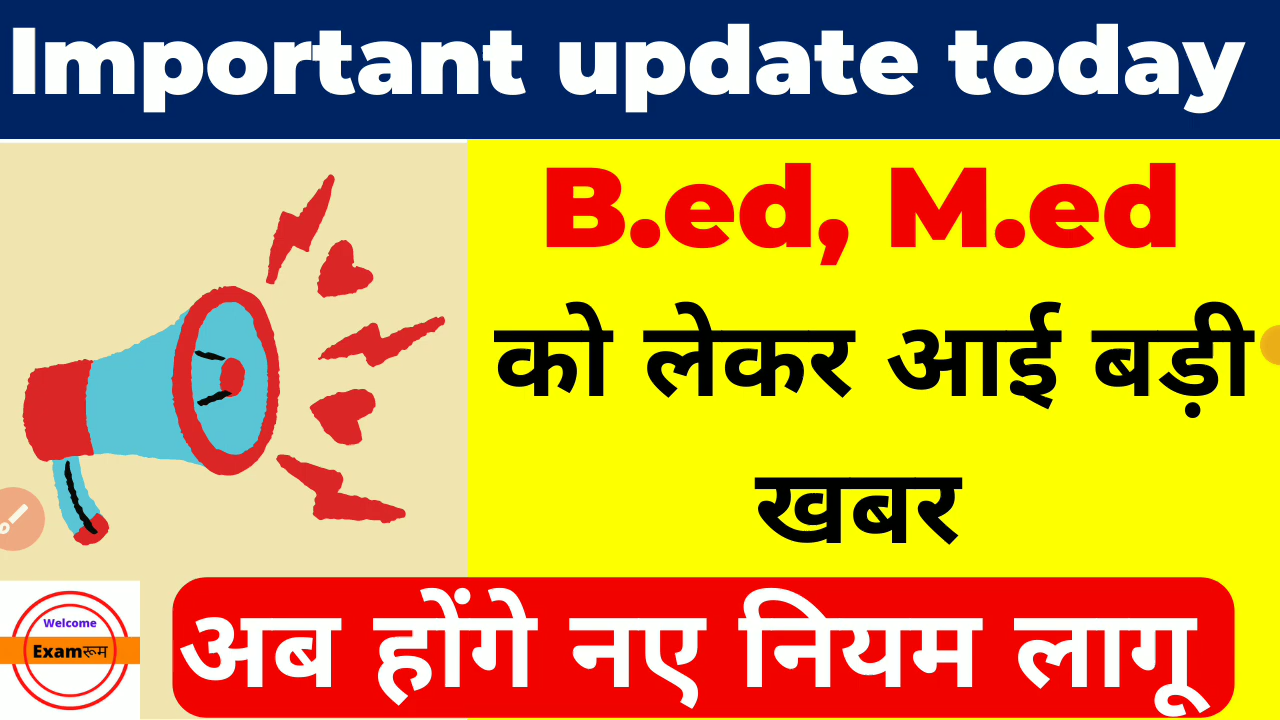 Important update today
B.ed, M.ed
को लेकर आई बड़ी
खबर
अब होंगे नए नियम लागू
Welcome
Examरूम